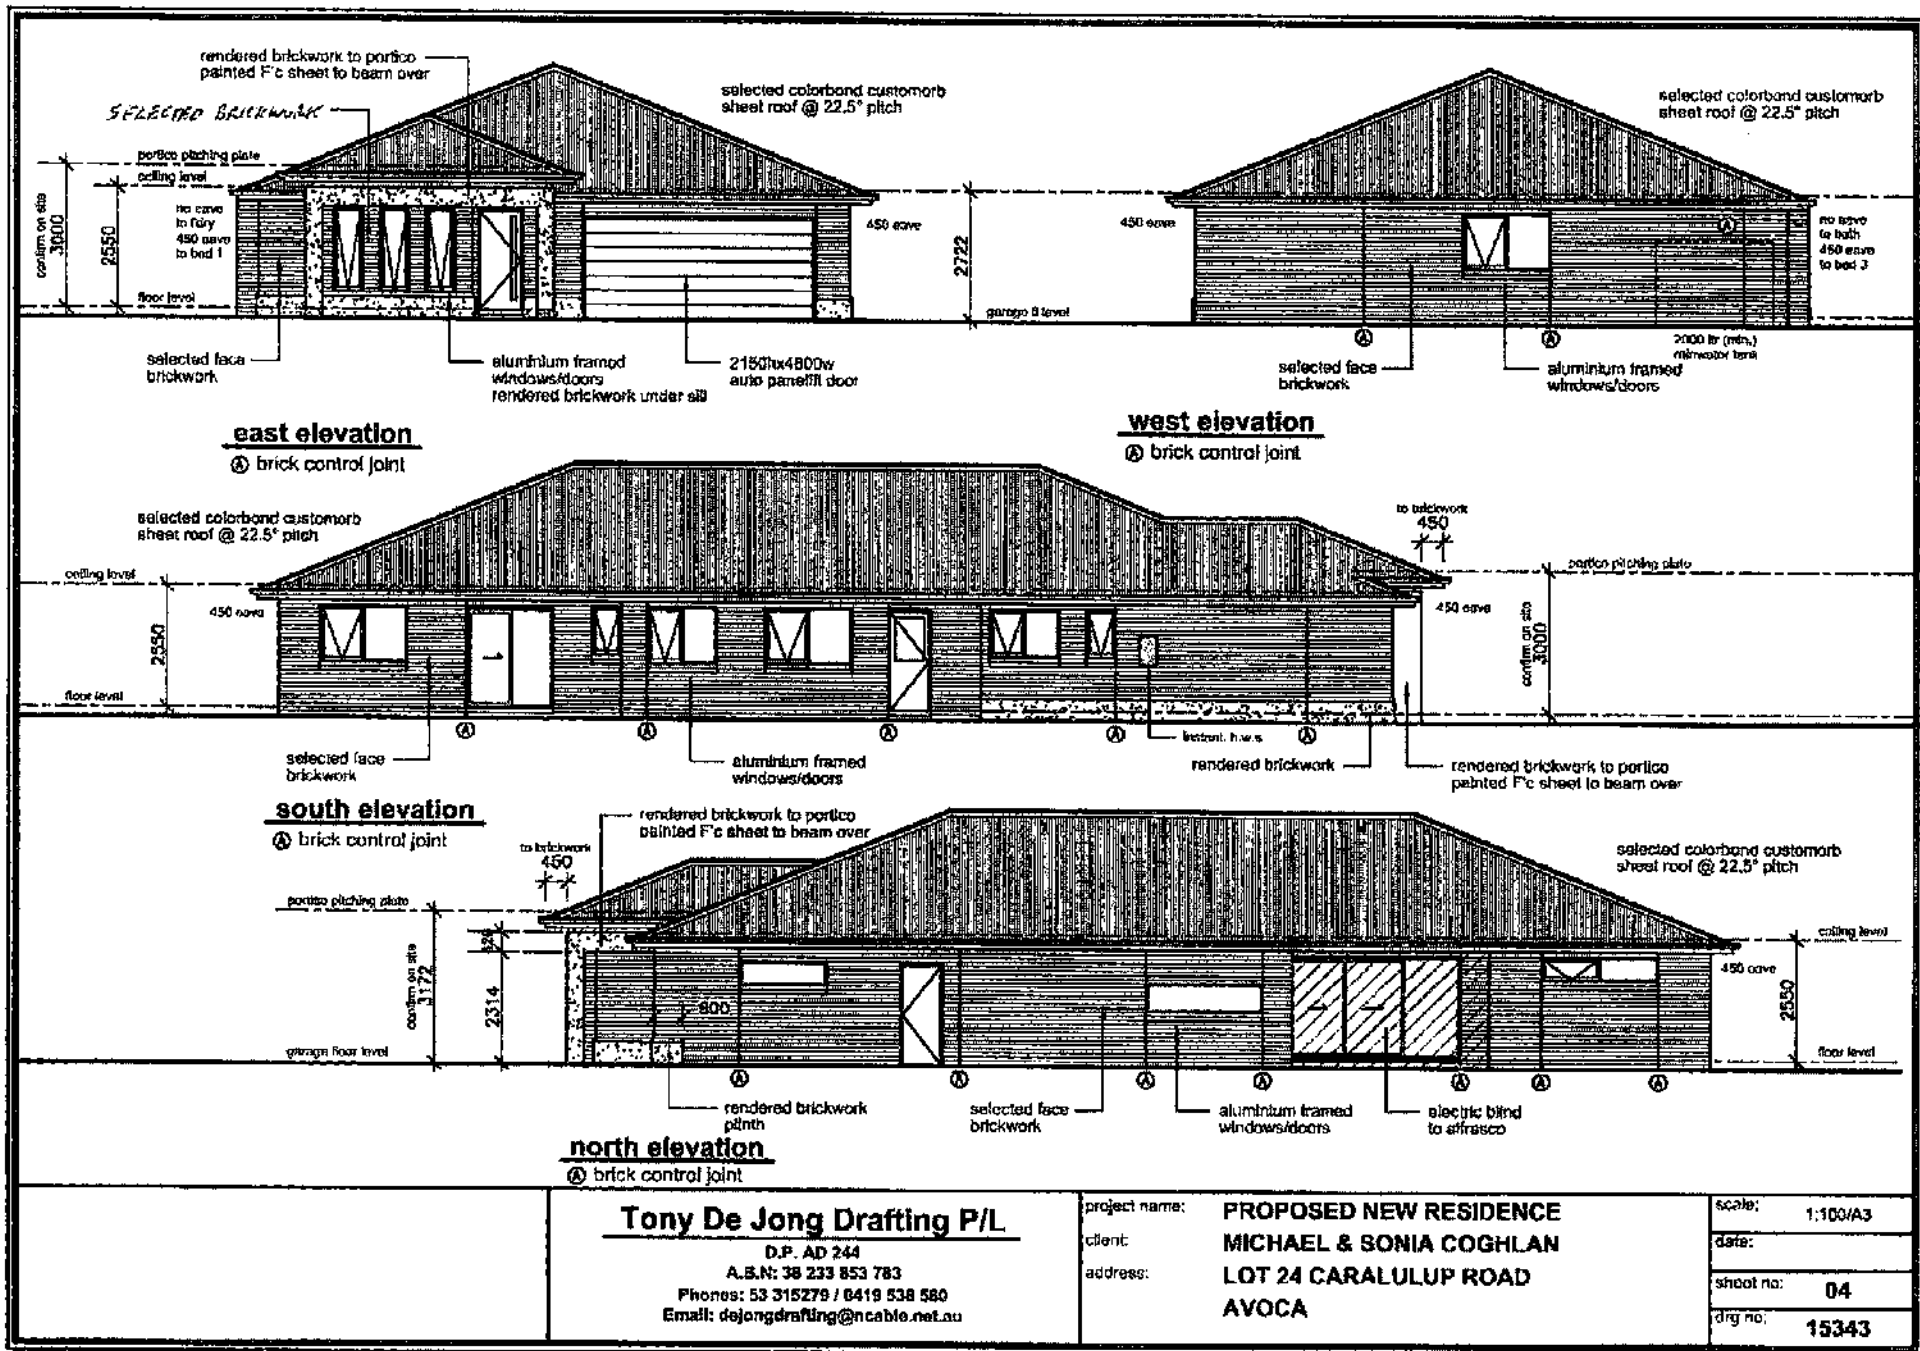 rendered brickwork to portico
painted F'c sheet to beam over
SELECTED BRICKWORK
portico pitching plate
ceiling level
confirm on site
3000
2550
no eave
to
450 eave
to bed 1
floor level
selected colorbond customorb
sheet roof @ 22.5° pitch
450 eave
2722
garage fl level
selected face
brickwork
aluminium framed
windows/doors
rendered brickwork under sill
2150hx4800w
auto panellift door
east elevation
A brick control joint
selected colorbond customorb
sheet roof @ 22.5° pitch
450 eave
A
no eave
to bath
450 eave
to bed 3
A
A
2000 ltr (min.)
rainwater tank
selected face
brickwork
aluminium framed
windows/doors
west elevation
A brick control joint
selected colorbond customorb
sheet roof @ 22.5° pitch
ceiling level
450 eave
2550
floor level
to brickwork
450
portico pitching plate
450 eave
confirm on site
3000
A
A
A
A
A
instant. h.w.s
selected face
brickwork
aluminium framed
windows/doors
rendered brickwork
rendered brickwork to portico
painted F'c sheet to beam over
south elevation
A brick control joint
rendered brickwork to portico
painted F'c sheet to beam over
to brickwork
450
portico pitching plate
confirm on site
3172
2314
800
garage floor level
selected colorbond customorb
sheet roof @ 22.5° pitch
ceiling level
450 eave
2550
floor level
A
A
A
A
A
A
A
rendered brickwork
plinth
selected face
brickwork
aluminium framed
windows/doors
electric blind
to alfresco
north elevation
A brick control joint
Tony De Jong Drafting P/L
D.P. AD 244
A.B.N: 38 233 853 783
Phones: 53 315279 / 0419 538 580
Email: dejongdrafting@ncable.net.au
project name: PROPOSED NEW RESIDENCE
client: MICHAEL & SONIA COGHLAN
address: LOT 24 CARALULUP ROAD
AVOCA
scale: 1:100/A3
date:
sheet no: 04
drg no: 15343